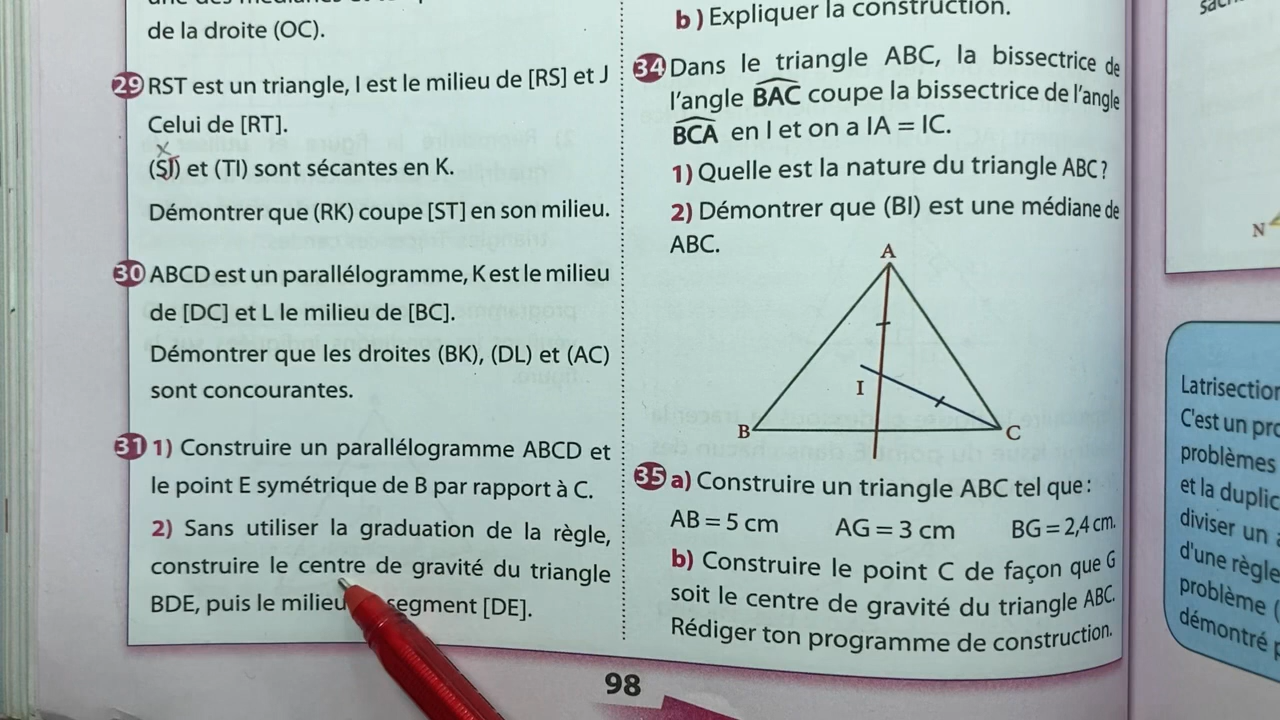 de la droite (OC).
29 RST est un triangle, I est le milieu de [RS] et J
Celui de [RT].
(SJ) et (TI) sont sécantes en K.
Démontrer que (RK) coupe [ST] en son milieu.
30 ABCD est un parallélogramme, K est le milieu
de [DC] et L le milieu de [BC].
Démontrer que les droites (BK), (DL) et (AC)
sont concourantes.
31 1) Construire un parallélogramme ABCD et
le point E symétrique de B par rapport à C.
2) Sans utiliser la graduation de la règle,
construire le centre de gravité du triangle
BDE, puis le milieu segment [DE].
b) Expliquer la construction.
34 Dans le triangle ABC, la bissectrice de
l'angle BAC coupe la bissectrice de l'angle
BCA en I et on a IA = IC.
1) Quelle est la nature du triangle ABC?
2) Démontrer que (BI) est une médiane de
ABC.
A
I
B
C
35 a) Construire un triangle ABC tel que:
AB = 5 cm AG = 3 cm BG = 2,4 cm.
b) Construire le point C de façon que G
soit le centre de gravité du triangle ABC.
Rédiger ton programme de construction.
98
N
Latrisection
C'est un
problèmes
et la
diviser un
d'une règle
problème
démontré